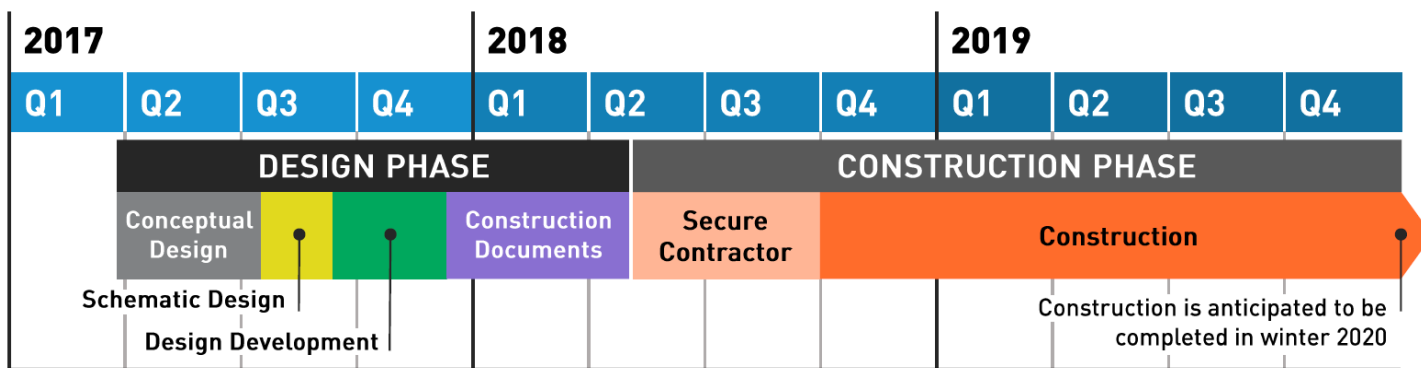 2017 2018 2019
Q1 Q2 Q3 Q4 Q1 Q2 Q3 Q4 Q1 Q2 Q3 Q4
DESIGN PHASE CONSTRUCTION PHASE
Conceptual
Design
Construction
Documents
Secure
Contractor
Construction
Schematic Design
Design Development
Construction is anticipated to be
completed in winter 2020